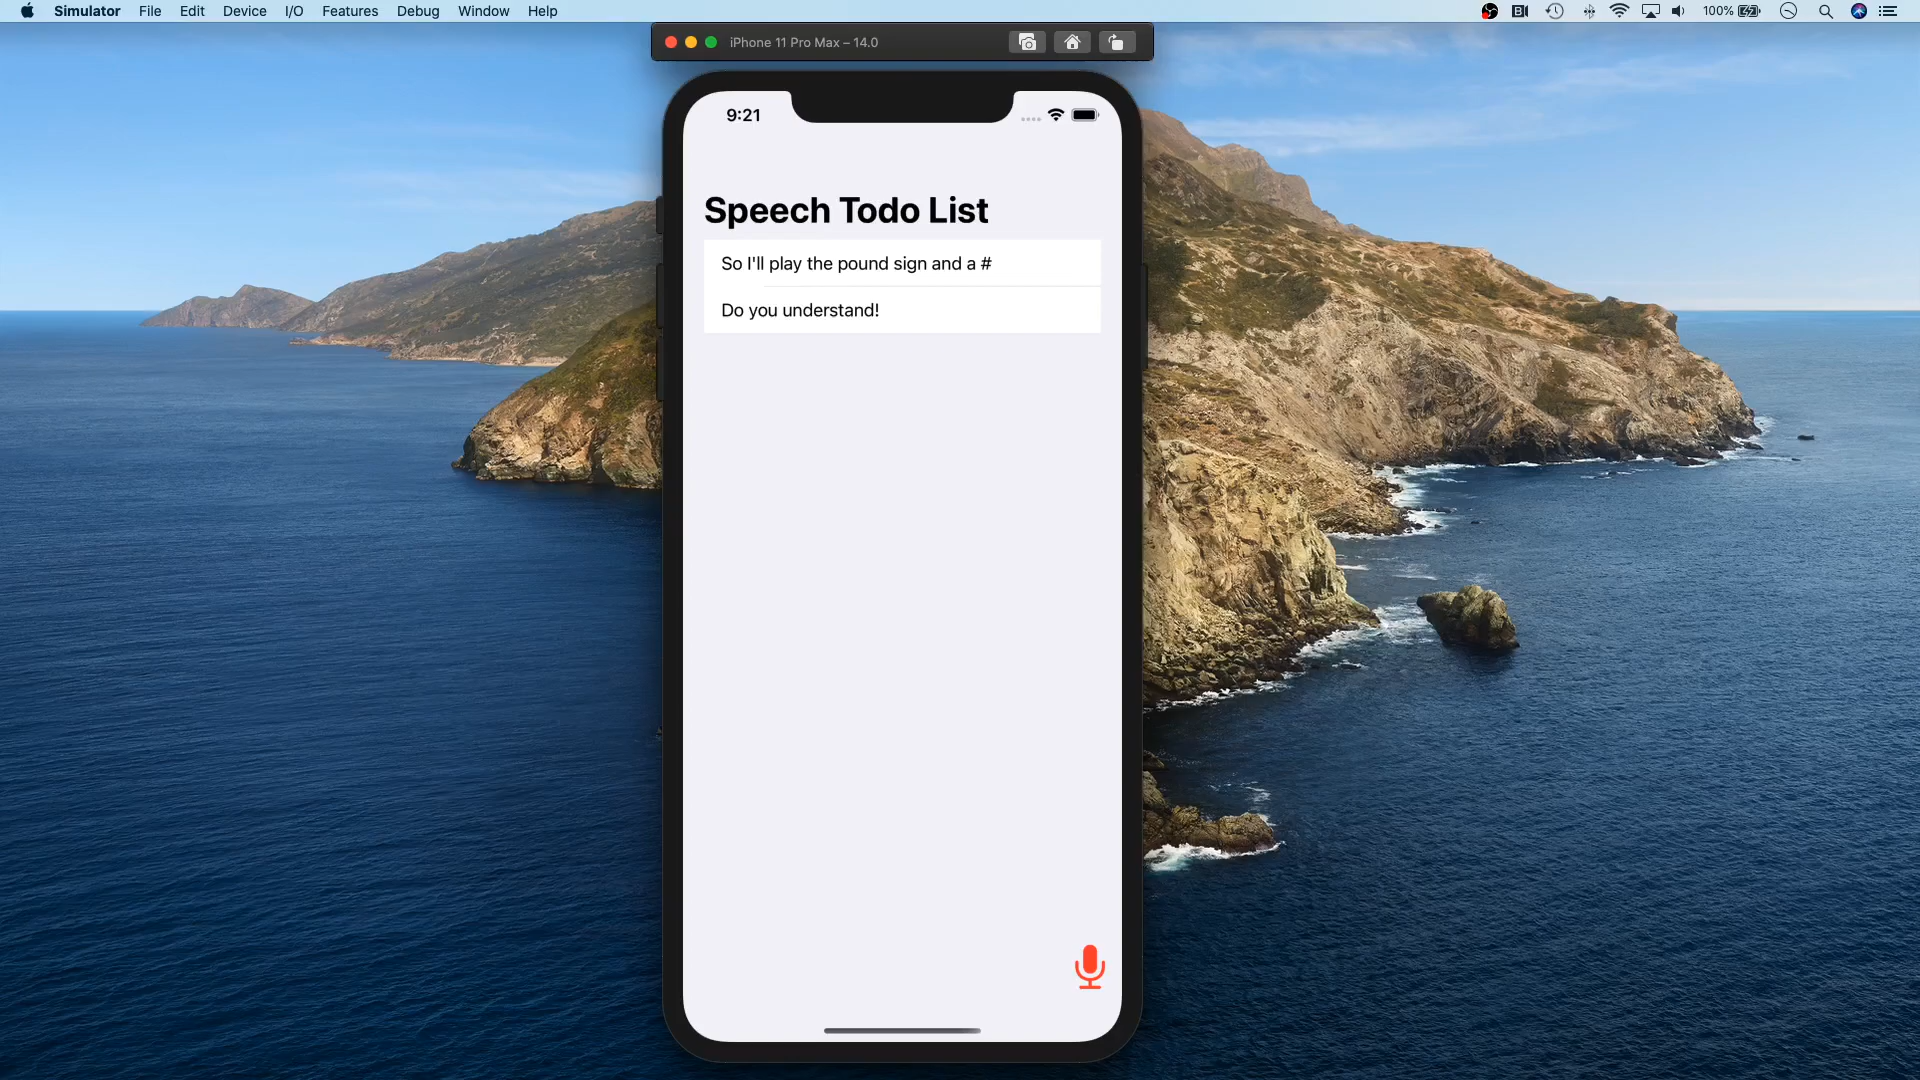 Simulator File Edit Device I/O Features Debug Window Help 100%
iPhone 11 Pro Max – 14.0
9:21
Speech Todo List
So I'll play the pound sign and a #
Do you understand!